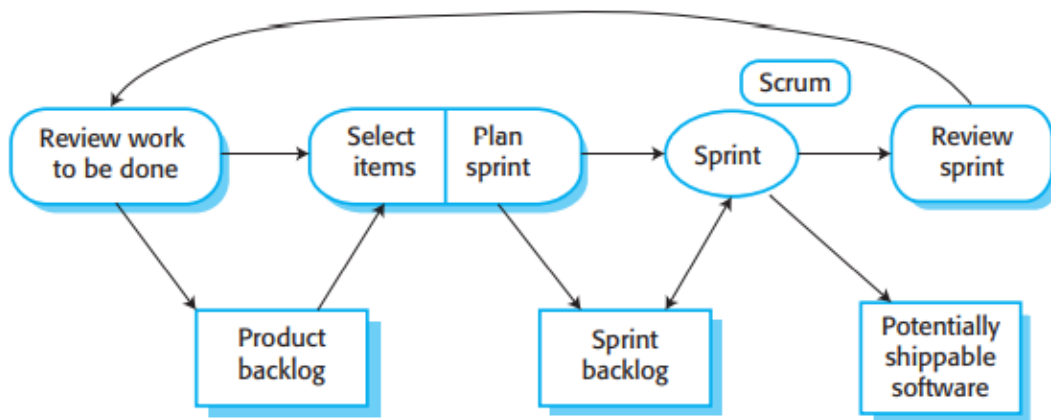 Scrum
Review work
to be done
Select
items
Plan
sprint
Sprint
Review
sprint
Product
backlog
Sprint
backlog
Potentially
shippable
software